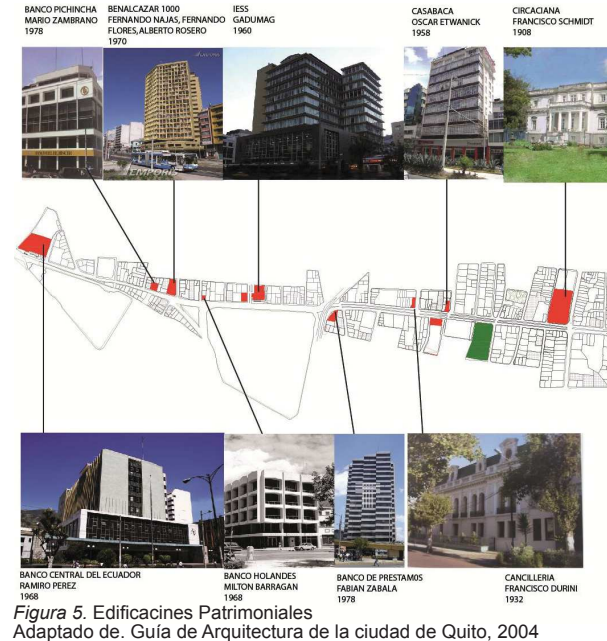 BANCO PICHINCHA
MARIO ZAMBRANO
1978
BENALCAZAR 1000
FERNANDO NAJAS, FERNANDO
FLORES, ALBERTO ROSERO
1970
IESS
GADUMAG
1960
CASABACA
OSCAR ETWANICK
1958
CIRCACIANA
FRANCISCO SCHMIDT
1908
BANCO CENTRAL DEL ECUADOR
RAMIRO PEREZ
1968
BANCO HOLANDES
MILTON BARRAGAN
1968
BANCO DE PRESTAM0S
FABIAN ZABALA
1978
CANCILLERIA
FRANCISCO DURINI
1932
Figura 5. Edificacines Patrimoniales
Adaptado de. Guía de Arquitectura de la ciudad de Quito, 2004